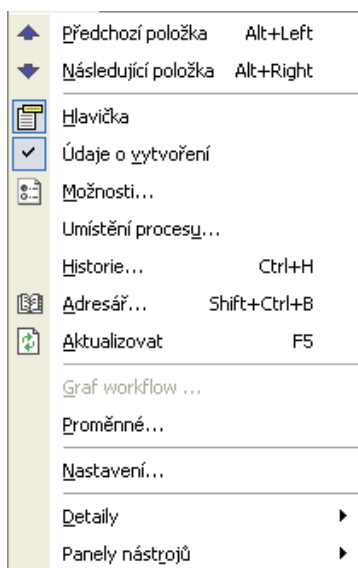 Předchozí položka Alt+Left
Následující položka Alt+Right
Hlavička
Údaje o vytvoření
Možnosti...
Umístění procesu...
Historie... Ctrl+H
Adresář... Shift+Ctrl+B
Aktualizovat F5
Graf workflow ...
Proměnné...
Nastavení...
Detaily
Panely nástrojů